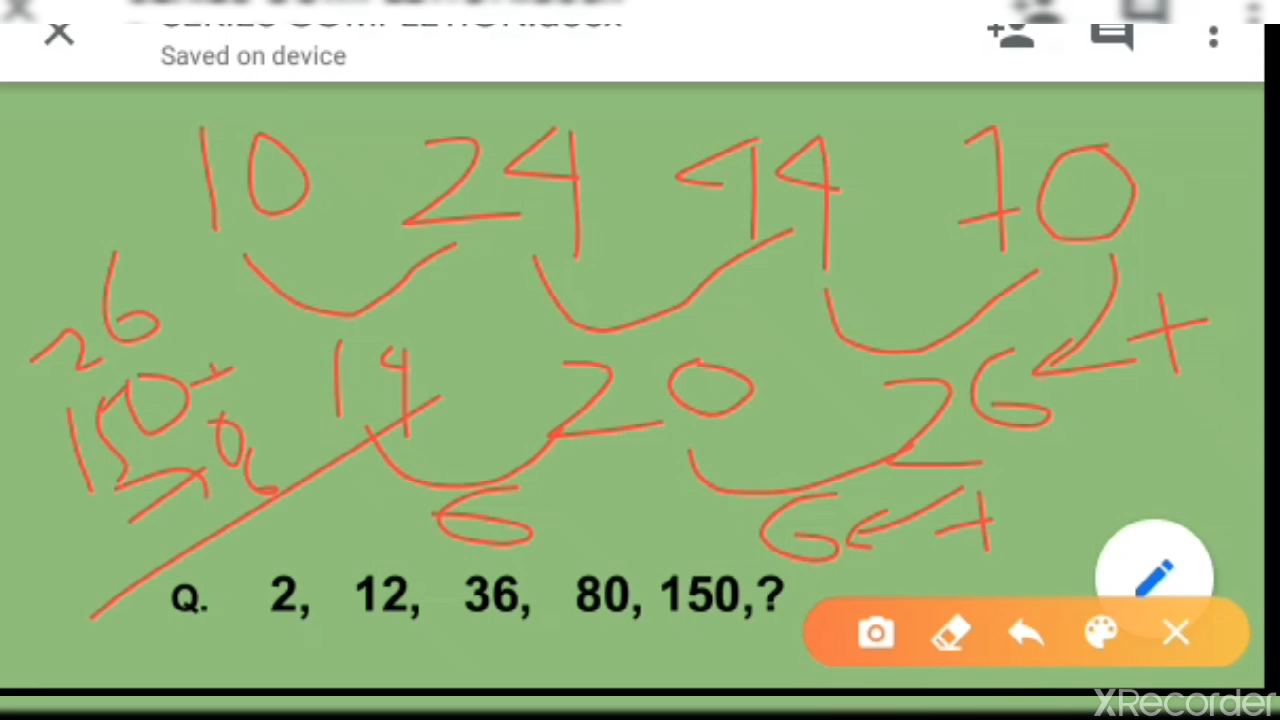 Saved on device
10 24 44 70
26
150+ 14 20 26 +
6 6 +
Q. 2, 12, 36, 80, 150,?
XRecorder